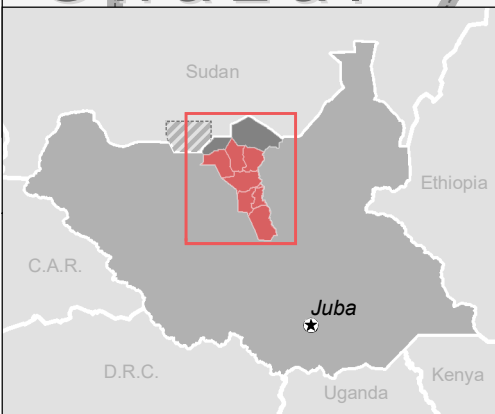 Sudan
Ethiopia
C.A.R.
Juba
D.R.C.
Kenya
Uganda